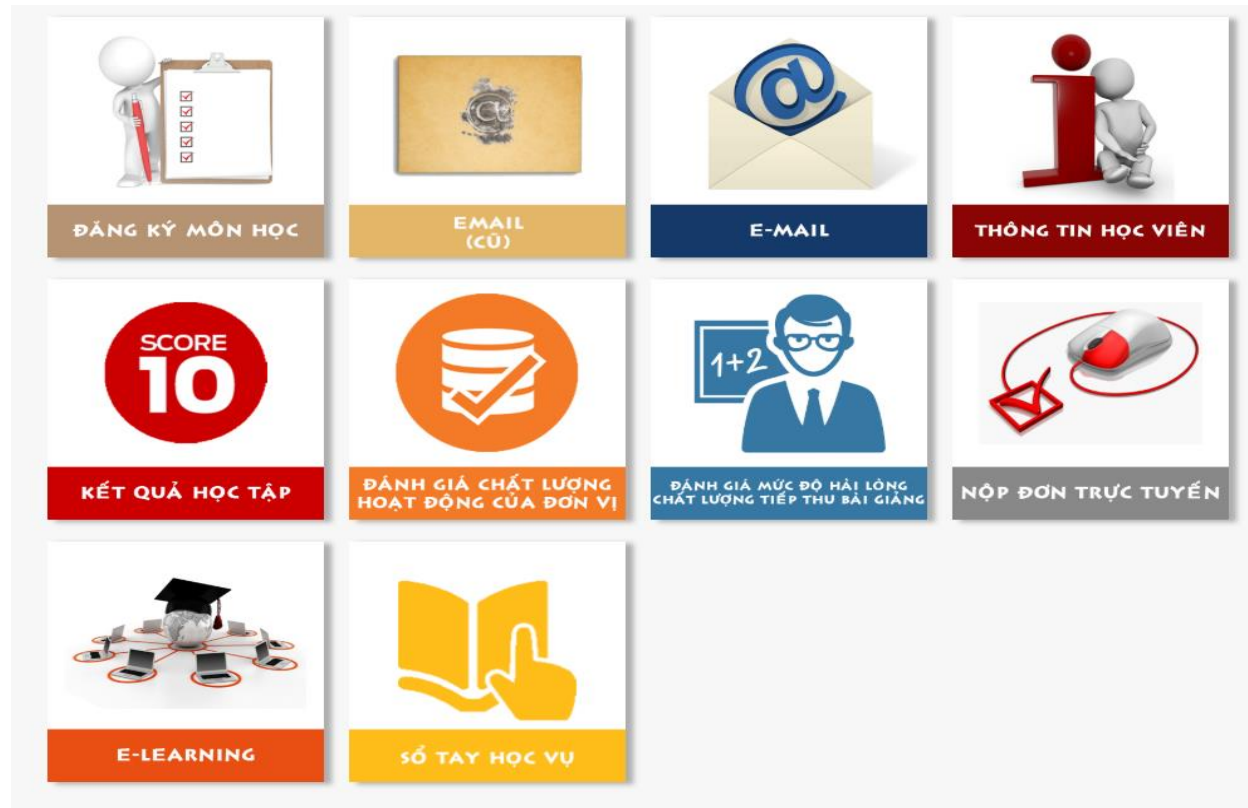 ĐĂNG KÝ MÔN HỌC
EMAIL
(CŨ)
@
E-MAIL
i
THÔNG TIN HỌC VIÊN
SCORE
10
KẾT QUẢ HỌC TẬP
ĐÁNH GIÁ CHẤT LƯỢNG
HOẠT ĐỘNG CỦA ĐƠN VỊ
1+2
ĐÁNH GIÁ MỨC ĐỘ HÀI LÒNG
CHẤT LƯỢNG TIẾP THU BÀI GIẢNG
NỘP ĐƠN TRỰC TUYẾN
E-LEARNING
SỔ TAY HỌC VỤ